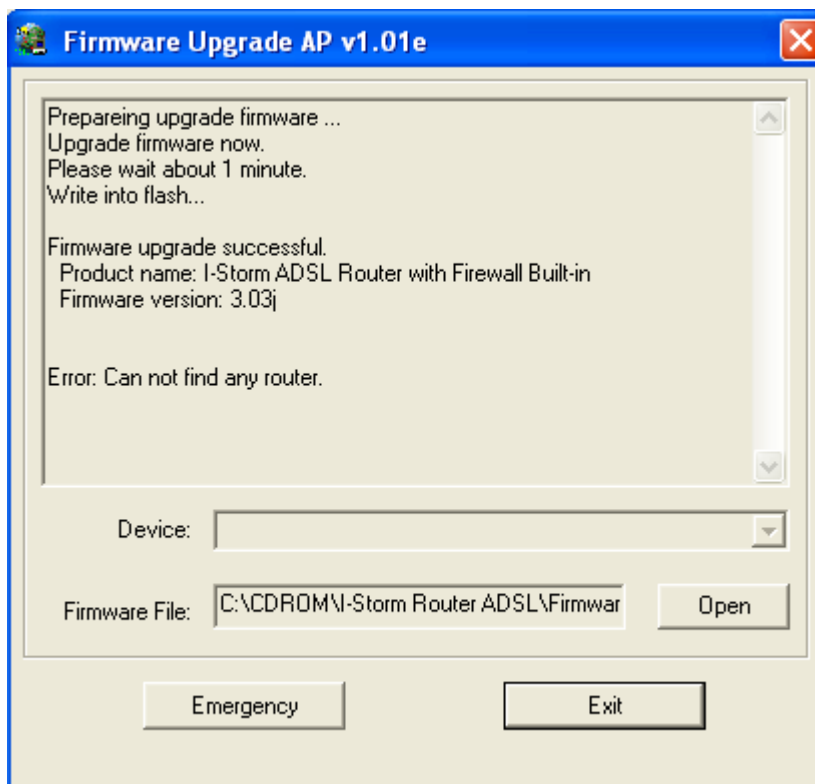 Firmware Upgrade AP v1.01e
Prepareing upgrade firmware ...
Upgrade firmware now.
Please wait about 1 minute.
Write into flash...
Firmware upgrade successful.
Product name: I-Storm ADSL Router with Firewall Built-in
Firmware version: 3.03j
Error: Can not find any router.
Device:
Firmware File: C:\CDROM\I-Storm Router ADSL\Firmwar Open
Emergency Exit